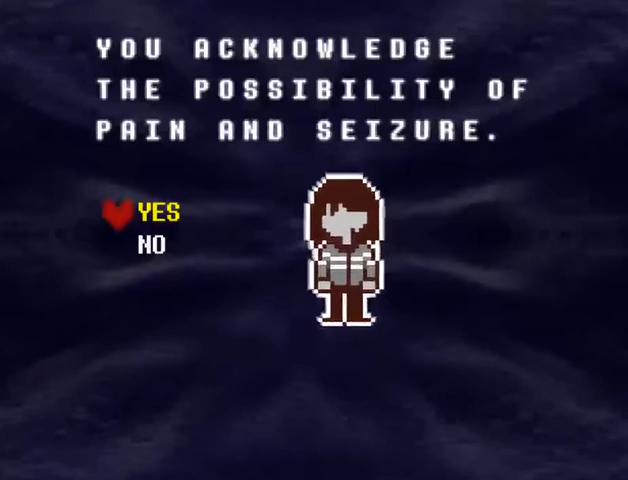 YOU ACKNOWLEDGE
THE POSSIBILITY OF
PAIN AND SEIZURE.
YES
NO